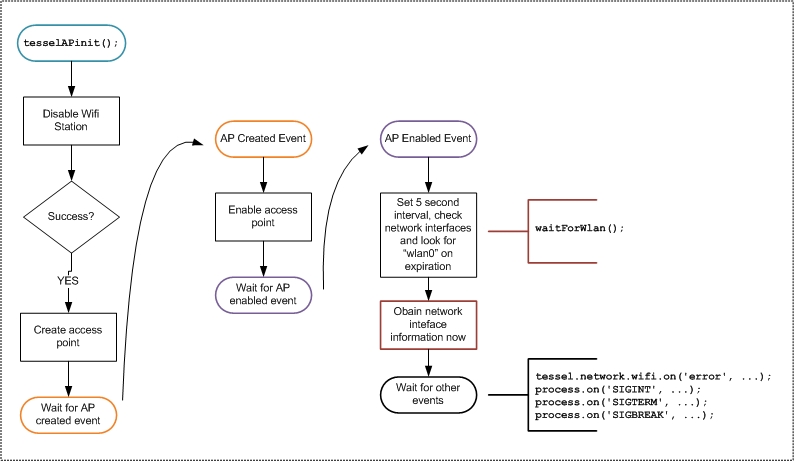 tesselAPinit();
Disable Wifi
Station
Success?
YES
Create access
point
Wait for AP
created event
AP Created Event
Enable access
point
Wait for AP
enabled event
AP Enabled Event
Set 5 second
interval, check
network interfaces
and look for
“wlan0” on
expiration
waitForWlan();
Obain network
inteface
information now
Wait for other
events
tessel.network.wifi.on('error', ...);
process.on('SIGINT', ...);
process.on('SIGTERM', ...);
process.on('SIGBREAK', ...);